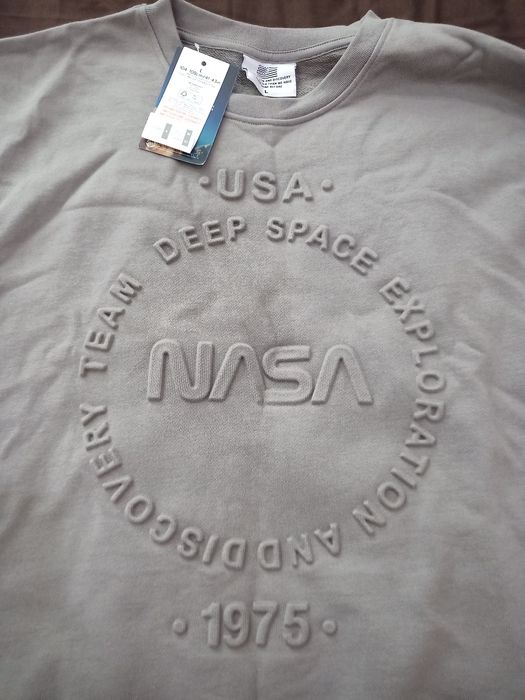 L
L
· USA ·
DEEP SPACE EXPLORATION AND DISCOVERY TEAM
NASA
· 1975 ·